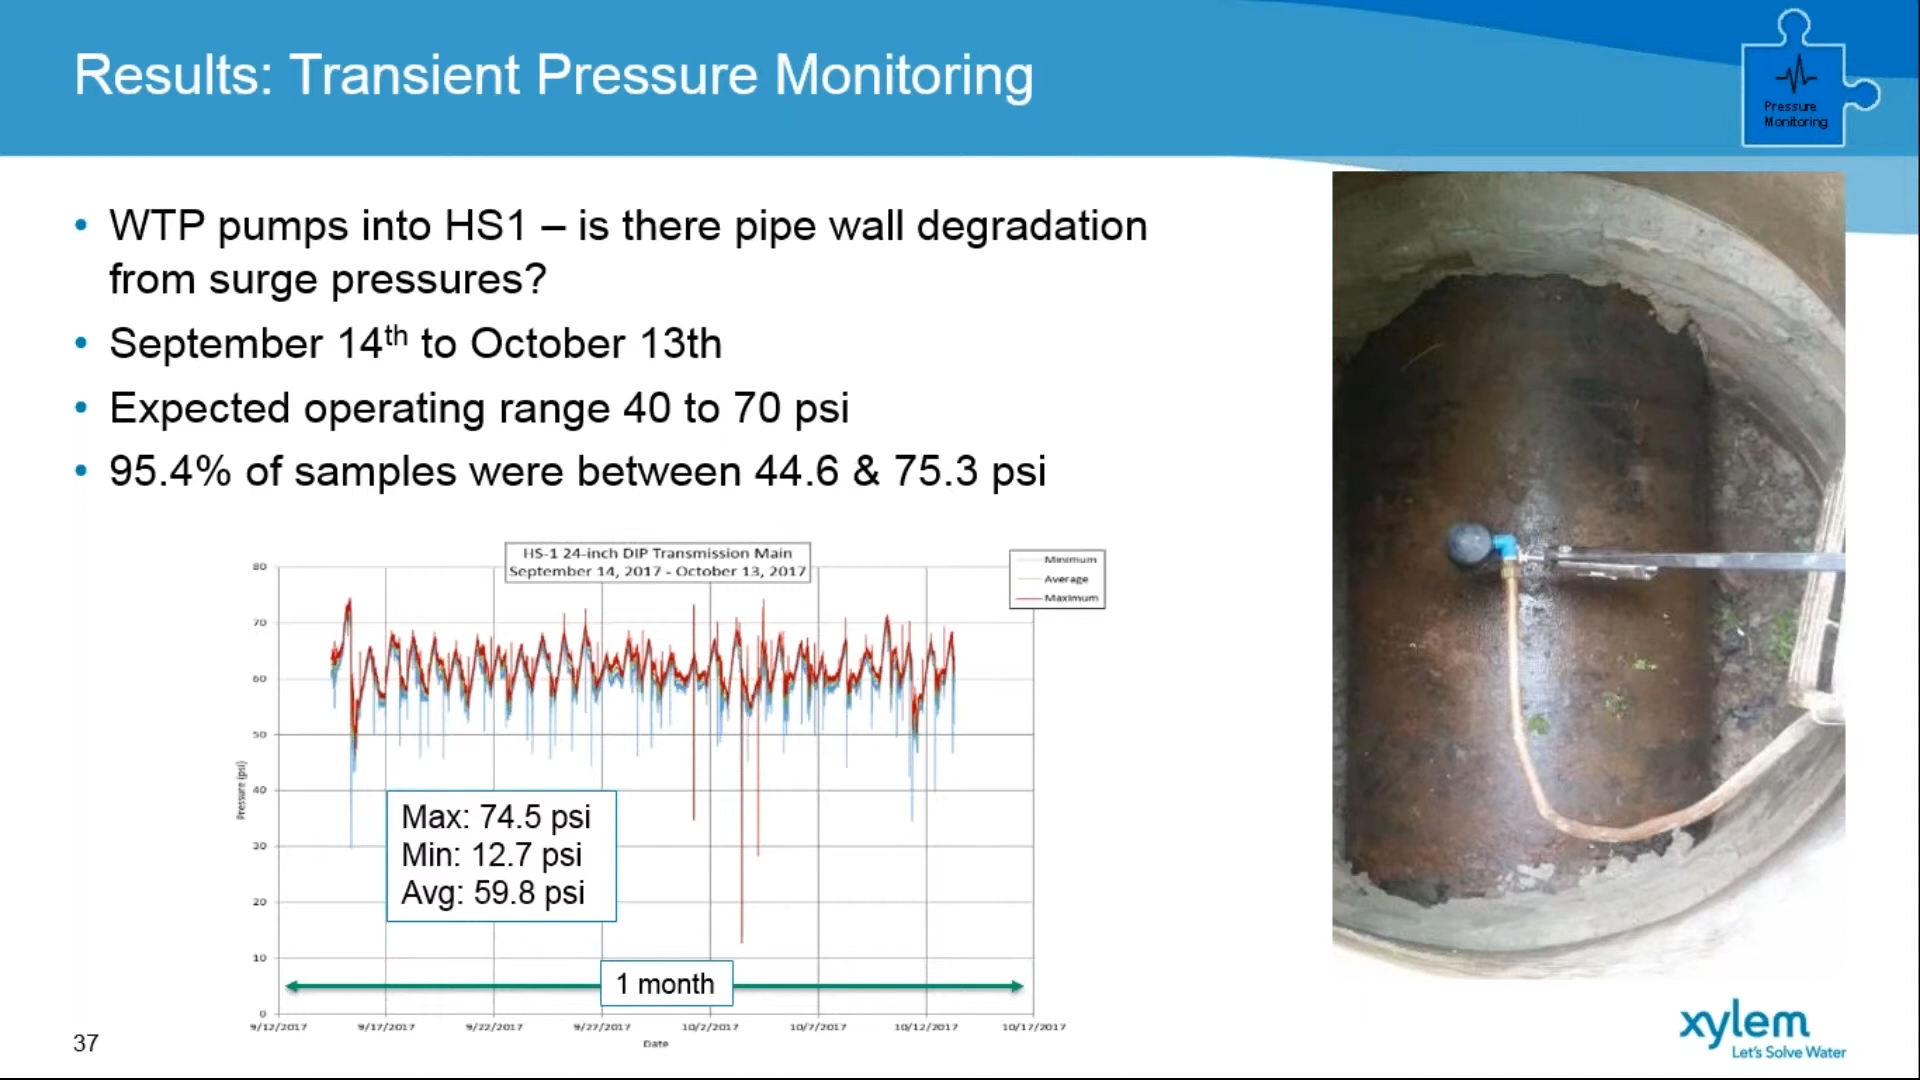 Results: Transient Pressure Monitoring
Pressure
Monitoring
• WTP pumps into HS1 – is there pipe wall degradation
from surge pressures?
• September 14th to October 13th
• Expected operating range 40 to 70 psi
• 95.4% of samples were between 44.6 & 75.3 psi
HS-1 24-inch DIP Transmission Main
September 14, 2017 - October 13, 2017
Minimum
Average
Maximum
80
70
60
50
40
30
20
10
0
Pressure (psi)
Max: 74.5 psi
Min: 12.7 psi
Avg: 59.8 psi
1 month
9/12/2017 9/17/2017 9/22/2017 9/27/2017 10/2/2017 10/7/2017 10/12/2017 10/17/2017
Date
37
xylem
Let's Solve Water